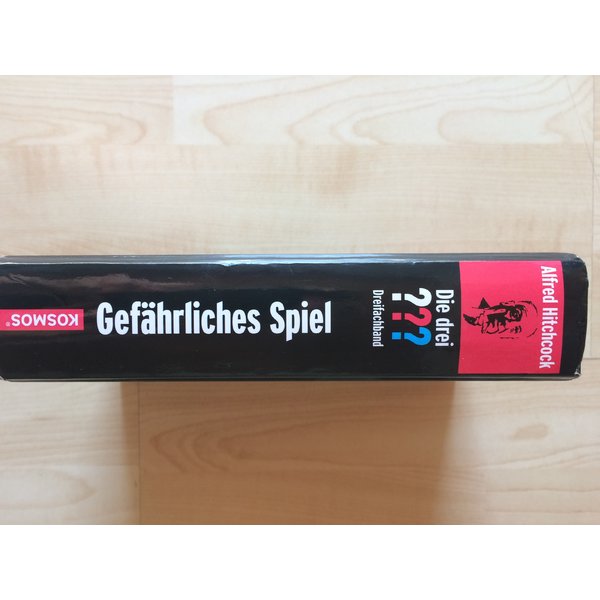 Alfred Hitchcock
Die drei
???
Dreifachband
Gefährliches Spiel
KOSMOS®